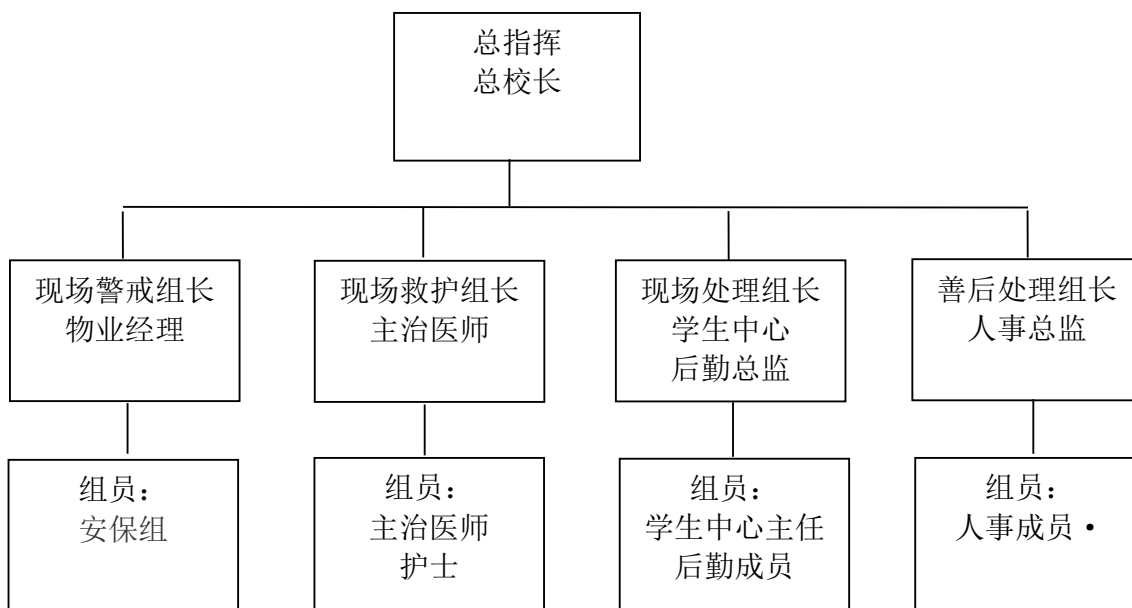 总指挥
总校长
现场警戒组长
物业经理
现场救护组长
主治医师
现场处理组长
学生中心
后勤总监
善后处理组长
人事总监
组员：
安保组
组员：
主治医师
护士
组员：
学生中心主任
后勤成员
组员：
人事成员·